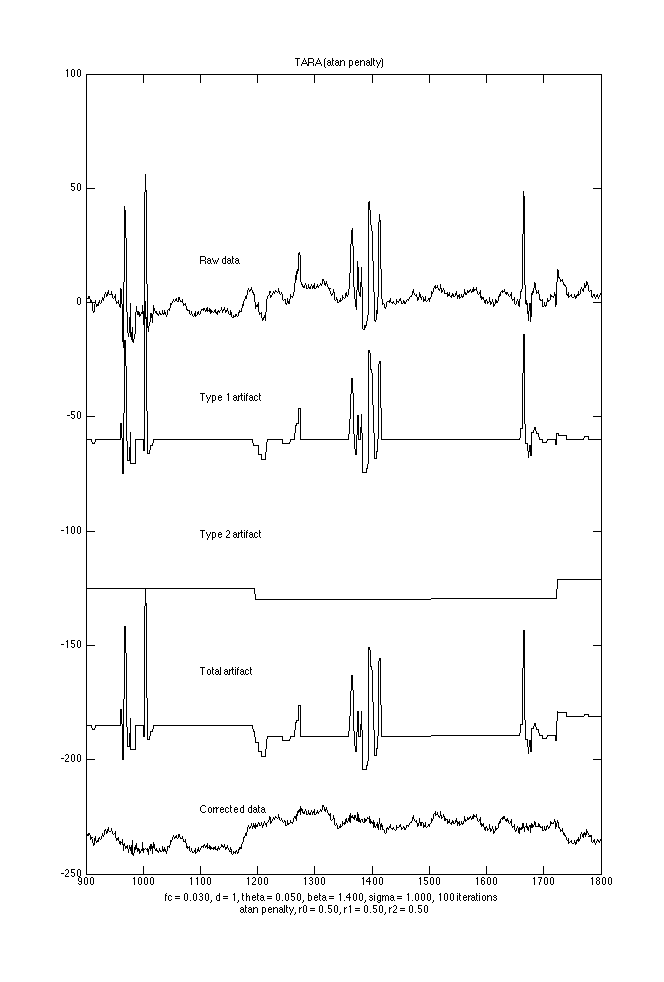 TARA (atan penalty)
100
50
Raw data
0
Type 1 artifact
-50
-100
Type 2 artifact
-150
Total artifact
-200
Corrected data
-250
900 1000 1100 1200 1300 1400 1500 1600 1700 1800
fc = 0.030, d = 1, theta = 0.050, beta = 1.400, sigma = 1.000, 100 iterations
atan penalty, r0 = 0.50, r1 = 0.50, r2 = 0.50